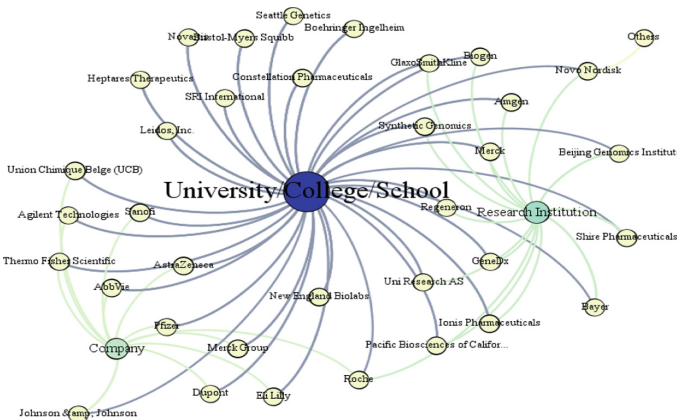 Seattle Genetics
Boehringer Ingelheim
Novartis
Bristol-Myers Squibb
Others
GlaxoSmithKline
Biogen
Novo Nordisk
Heptares Therapeutics
Constellation Pharmaceuticals
SRI International
Amgen
Leidos, Inc.
Synthetic Genomics
Merck
Beijing Genomics Institute
Union Chimique Belge (UCB)
University/College/School
Agilent Technologies
Sanofi
Regeneron
Research Institution
Shire Pharmaceuticals
Thermo Fisher Scientific
AstraZeneca
GeneDx
AbbVie
Uni Research AS
New England Biolabs
Bayer
Pfizer
Ionis Pharmaceuticals
Company
Merck Group
Pacific Biosciences of Califor...
Roche
Dupont
Eli Lilly
Johnson &amp; Johnson